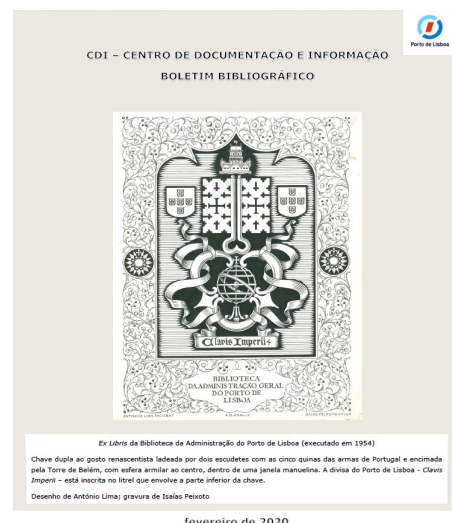 Porto de Lisboa
CDI – CENTRO DE DOCUMENTAÇÃO E INFORMAÇÃO
BOLETIM BIBLIOGRÁFICO
Clavis Imperii
BIBLIOTECA
DA ADMINISTRAÇÃO GERAL
DO PORTO DE
LISBOA
Ex Libris da Biblioteca da Administração do Porto de Lisboa (executado em 1954)
Chave dupla ao gosto renascentista ladeada por dois escudetes com as cinco quinas das armas de Portugal e encimada
pela Torre de Belém, com esfera armilar ao centro, dentro de uma janela manuelina. A divisa do Porto de Lisboa - Clavis
Imperii – está inscrita no litrel que envolve a parte inferior da chave.
Desenho de António Lima; gravura de Isaías Peixoto
fevereiro de 2020